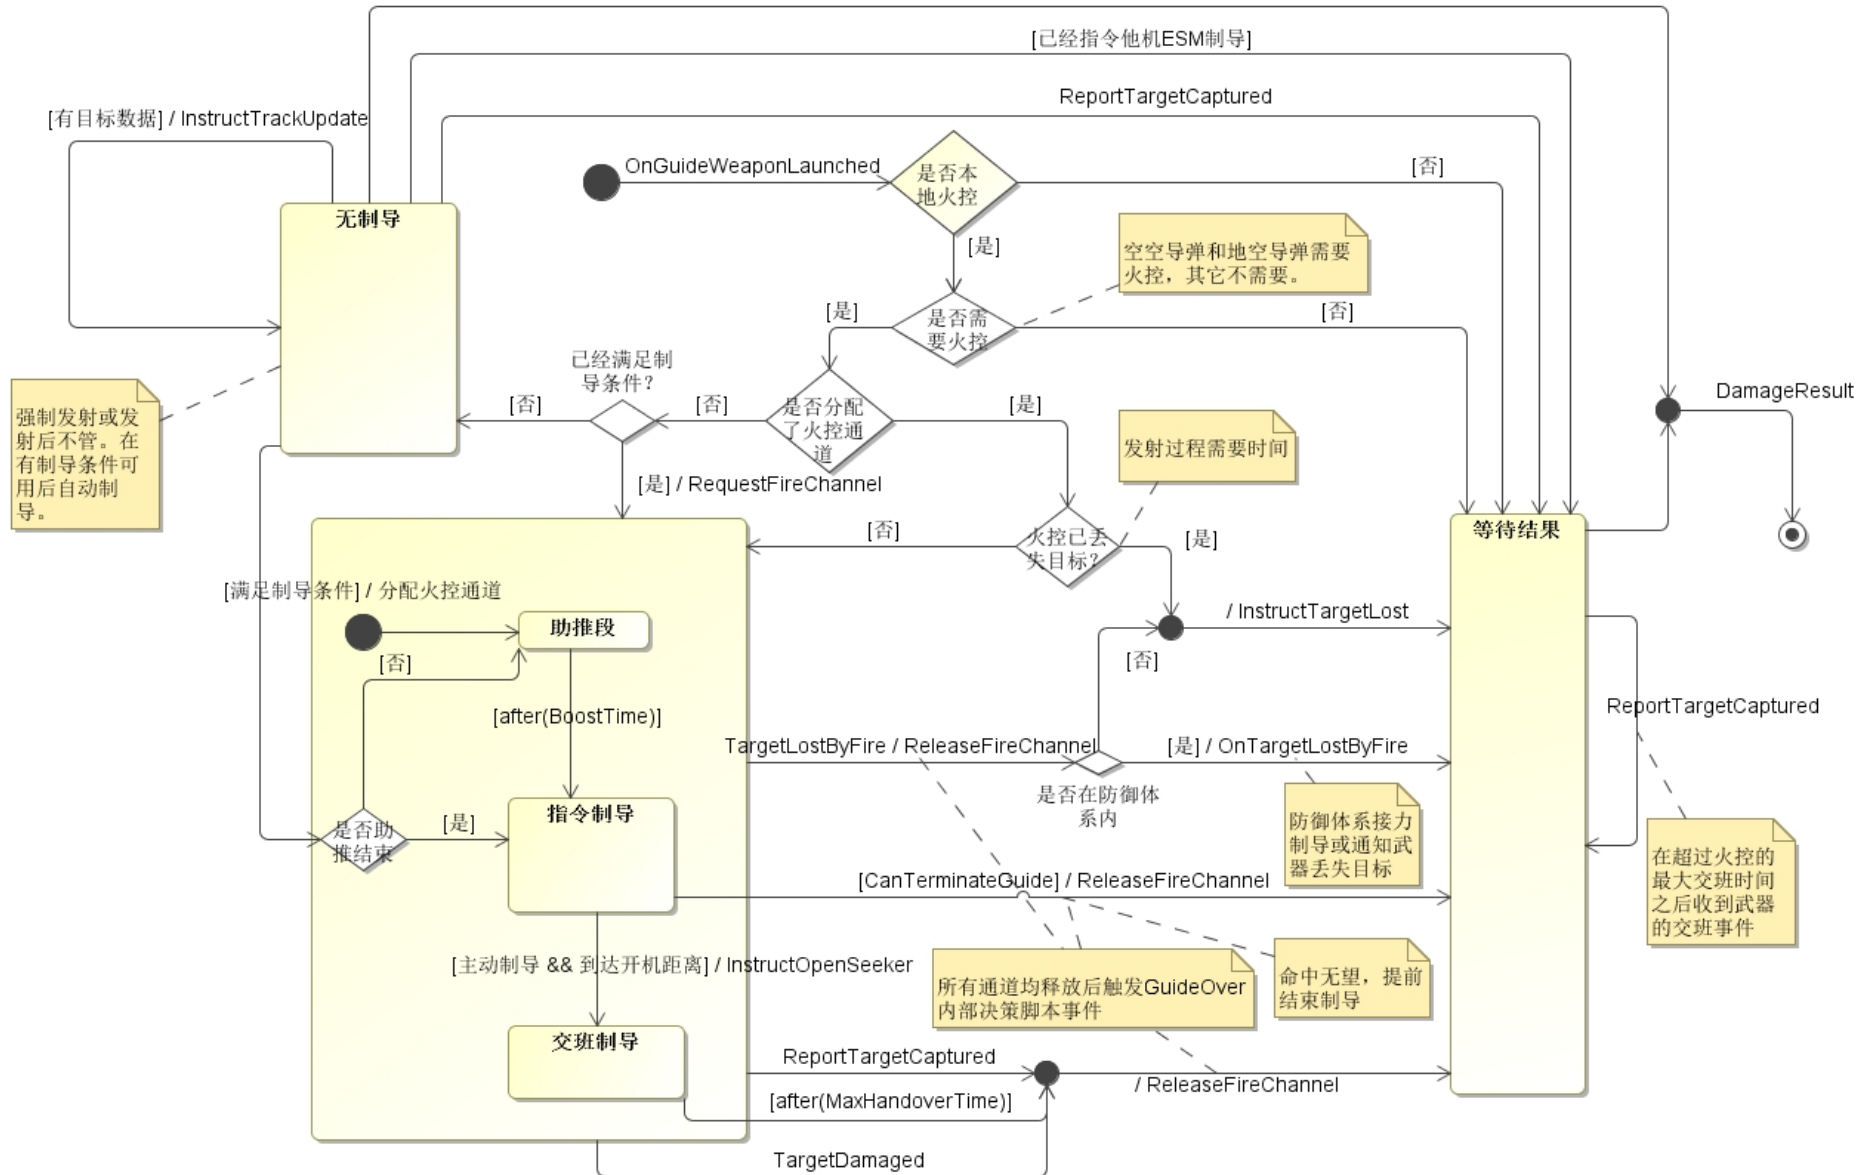 [已经指令他机ESM制导]
ReportTargetCaptured
[有目标数据] / InstructTrackUpdate
OnGuideWeaponLaunched
是否本
地火控
[否]
无制导
[是]
空空导弹和地空导弹需要
火控，其它不需要。
[是]
是否需
要火控
[否]
已经满足制
导条件?
[否]
[否]
是否分配
了火控通
道
[是]
DamageResult
强制发射或发
射后不管。在
有制导条件可
用后自动制
导。
发射过程需要时间
[是] / RequestFireChannel
[否]
火控已丢
失目标?
[是]
等待结果
[满足制导条件] / 分配火控通道
助推段
/ InstructTargetLost
[否]
[否]
[after(BoostTime)]
ReportTargetCaptured
TargetLostByFire / ReleaseFireChannel
[是] / OnTargetLostByFire
是否在防御体
系内
指令制导
是否助
推结束
[是]
防御体系接力
制导或通知武
器丢失目标
在超过火控的
最大交班时间
之后收到武器
的交班事件
[CanTerminateGuide] / ReleaseFireChannel
[主动制导 && 到达开机距离] / InstructOpenSeeker
所有通道均释放后触发GuideOver
内部决策脚本事件
命中无望，提前
结束制导
交班制导
ReportTargetCaptured
/ ReleaseFireChannel
[after(MaxHandoverTime)]
TargetDamaged